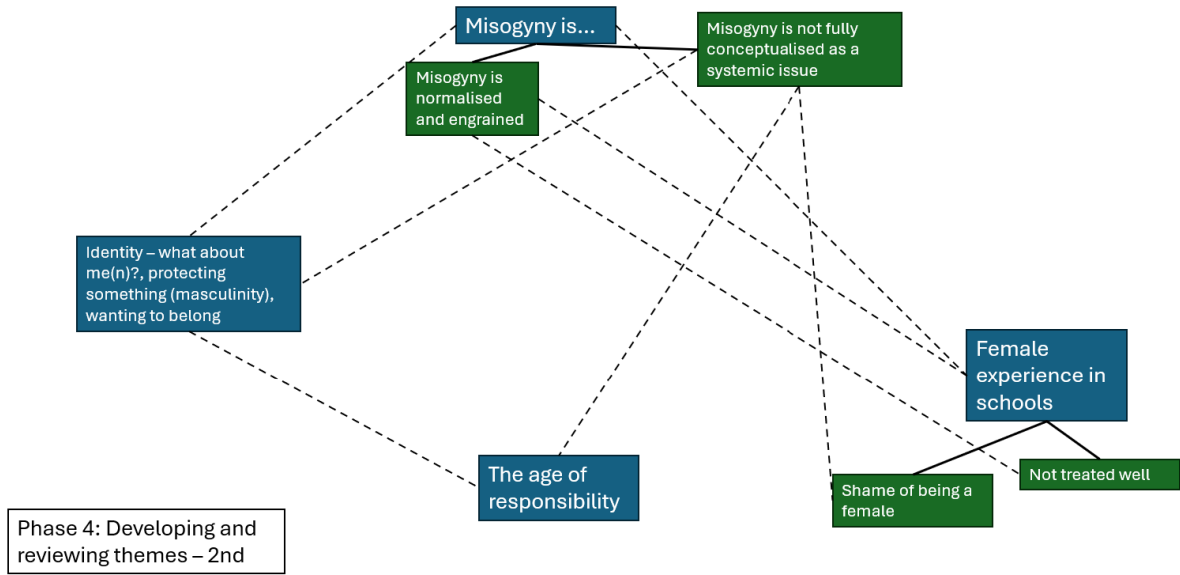 Misogyny is...
Misogyny is not fully
conceptualised as a
systemic issue
Misogyny is
normalised
and engrained
Identity – what about
me(n)?, protecting
something (masculinity),
wanting to belong
Female
experience in
schools
The age of
responsibility
Not treated well
Shame of being a
female
Phase 4: Developing and
reviewing themes – 2nd